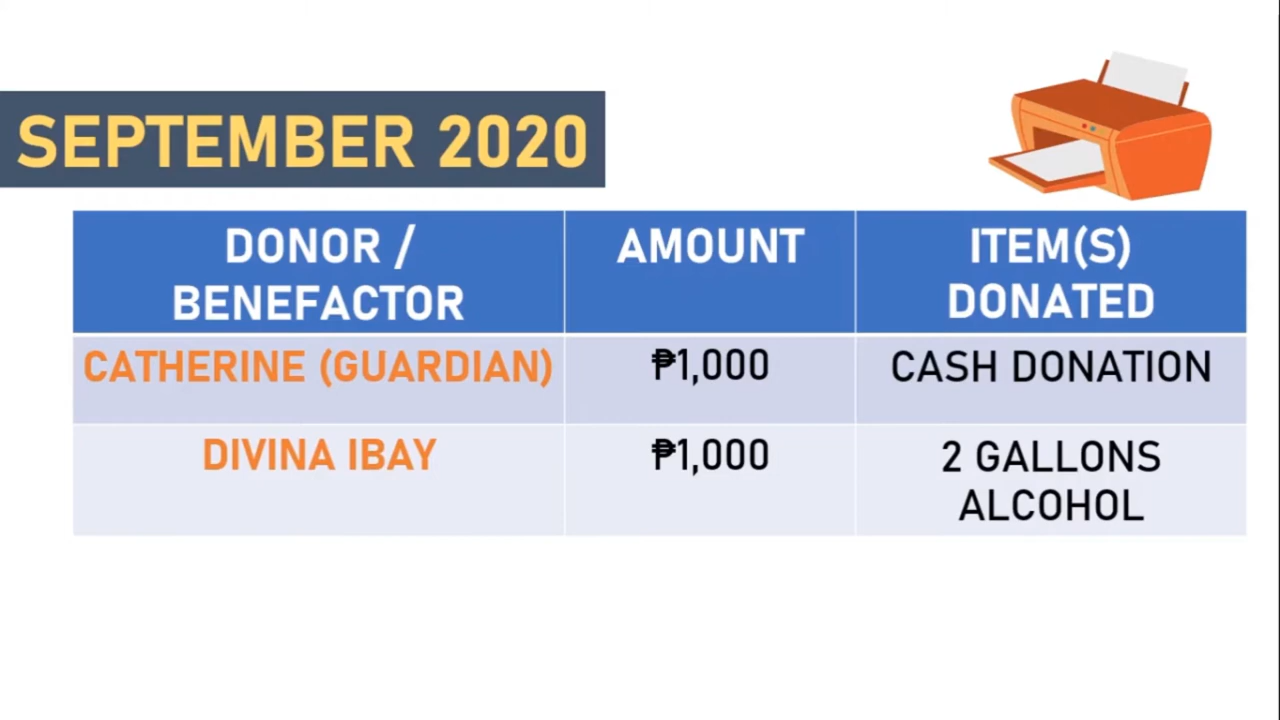 SEPTEMBER 2020
DONOR /
BENEFACTOR
AMOUNT
ITEM(S)
DONATED
CATHERINE (GUARDIAN)
₱1,000
CASH DONATION
DIVINA IBAY
₱1,000
2 GALLONS
ALCOHOL